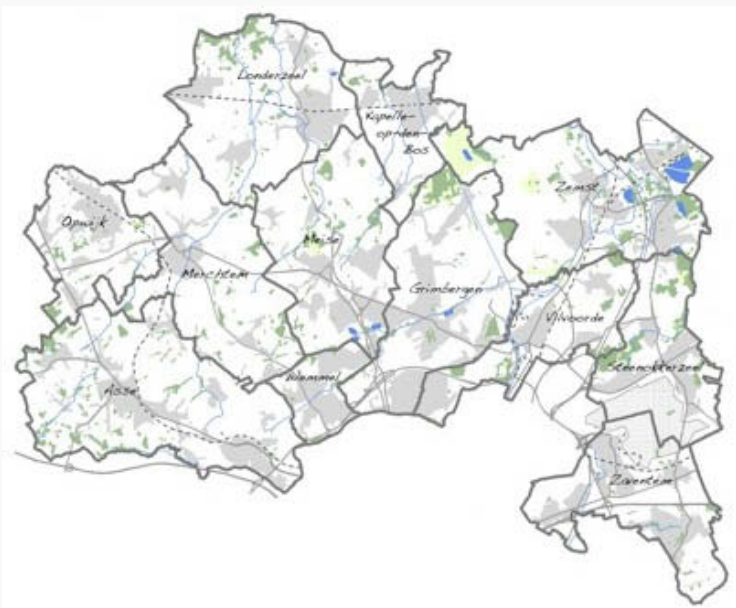 Londerzeel
Kapelle-
op-den-
Bos
Zemst
Opwijk
Meise
Merchtem
Grimbergen
Vilvoorde
Wemmel
Steenokkerzeel
Asse
Zaventem